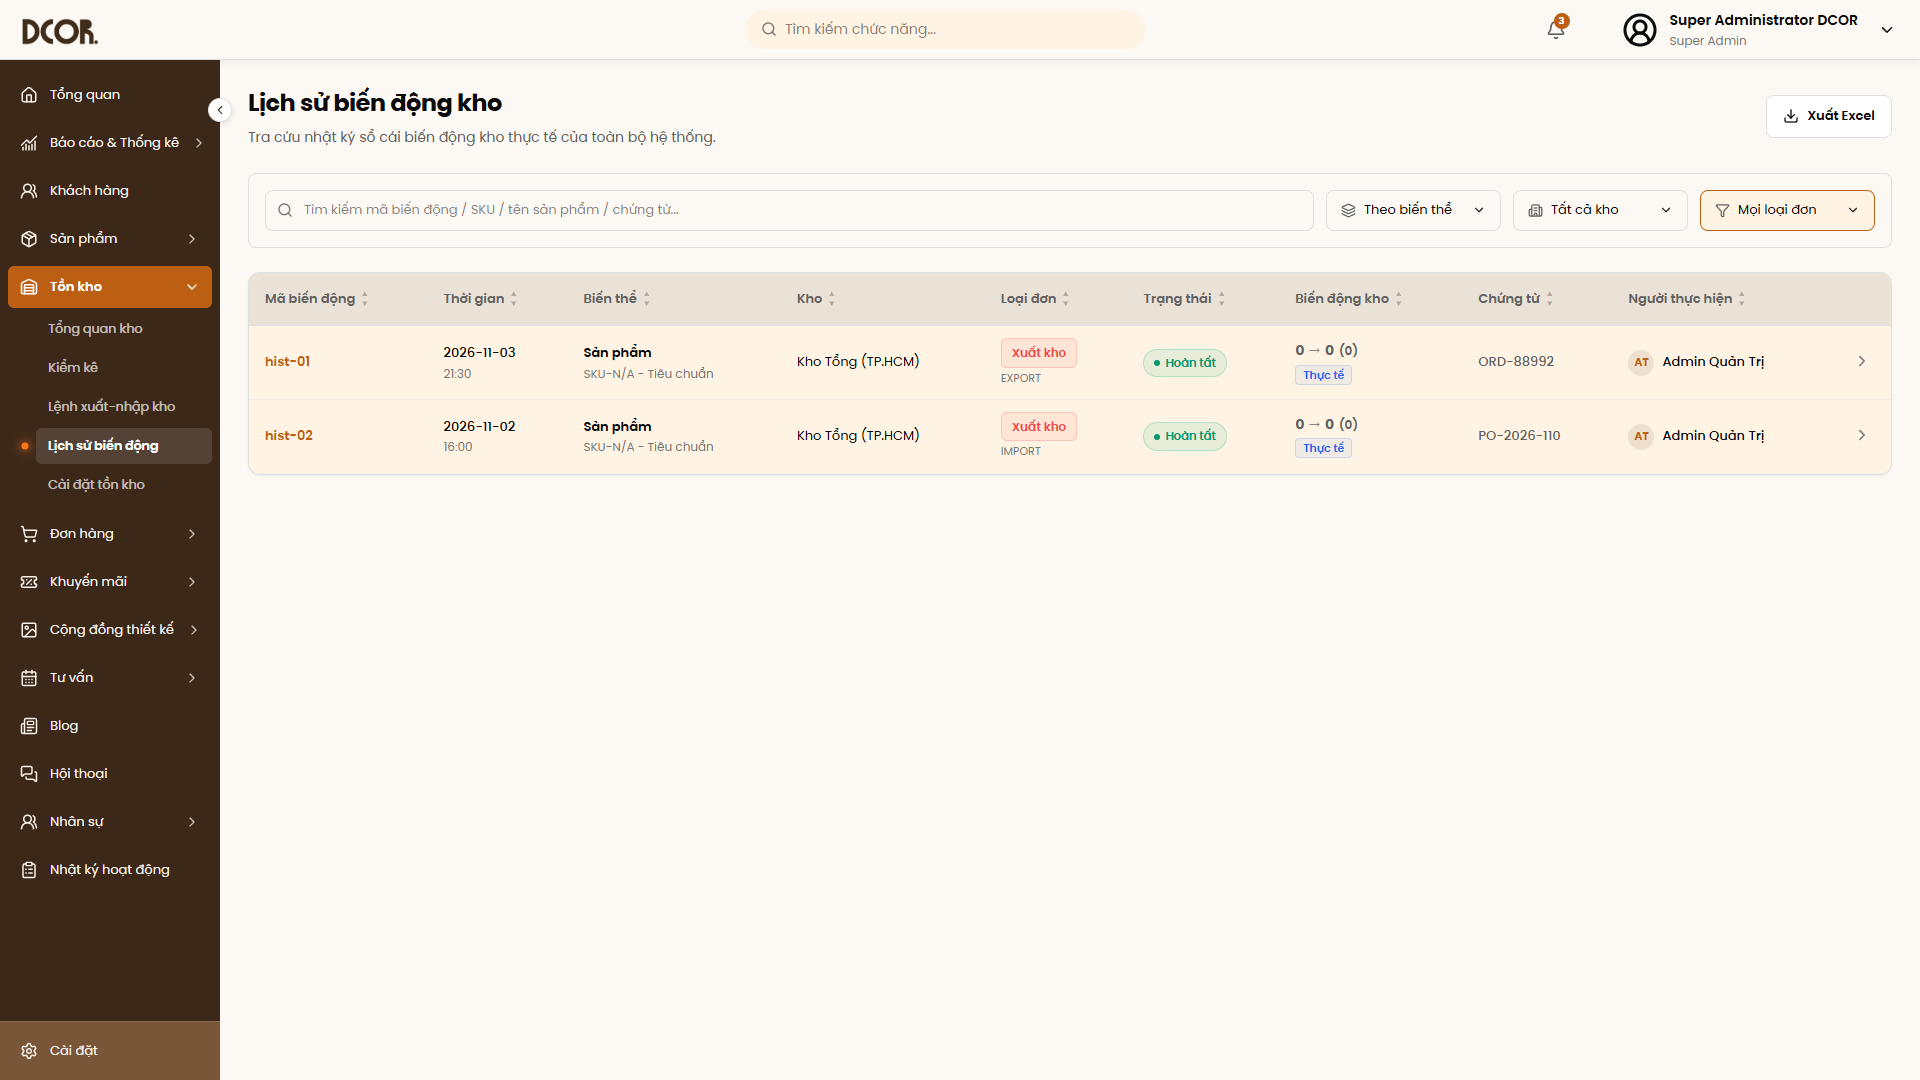 DCOR.
Tìm kiếm chức năng...
3
Super Administrator DCOR
Super Admin
Tổng quan
Báo cáo & Thống kê
Khách hàng
Sản phẩm
Tồn kho
Tổng quan kho
Kiểm kê
Lệnh xuất-nhập kho
Lịch sử biến động
Cài đặt tồn kho
Đơn hàng
Khuyến mãi
Cộng đồng thiết kế
Tư vấn
Blog
Hội thoại
Nhân sự
Nhật ký hoạt động
Cài đặt
Lịch sử biến động kho
Tra cứu nhật ký sổ cái biến động kho thực tế của toàn bộ hệ thống.
Xuất Excel
Tìm kiếm mã biến động / SKU / tên sản phẩm / chứng từ...
Theo biến thể
Tất cả kho
Mọi loại đơn
Mã biến động Thời gian Biến thể Kho Loại đơn Trạng thái Biến động kho Chứng từ Người thực hiện
hist-01 2026-11-03 21:30 Sản phẩm SKU-N/A - Tiêu chuẩn Kho Tổng (TP.HCM) Xuất kho EXPORT Hoàn tất 0 → 0 (0) Thực tế ORD-88992 AT Admin Quản Trị
hist-02 2026-11-02 16:00 Sản phẩm SKU-N/A - Tiêu chuẩn Kho Tổng (TP.HCM) Xuất kho IMPORT Hoàn tất 0 → 0 (0) Thực tế PO-2026-110 AT Admin Quản Trị